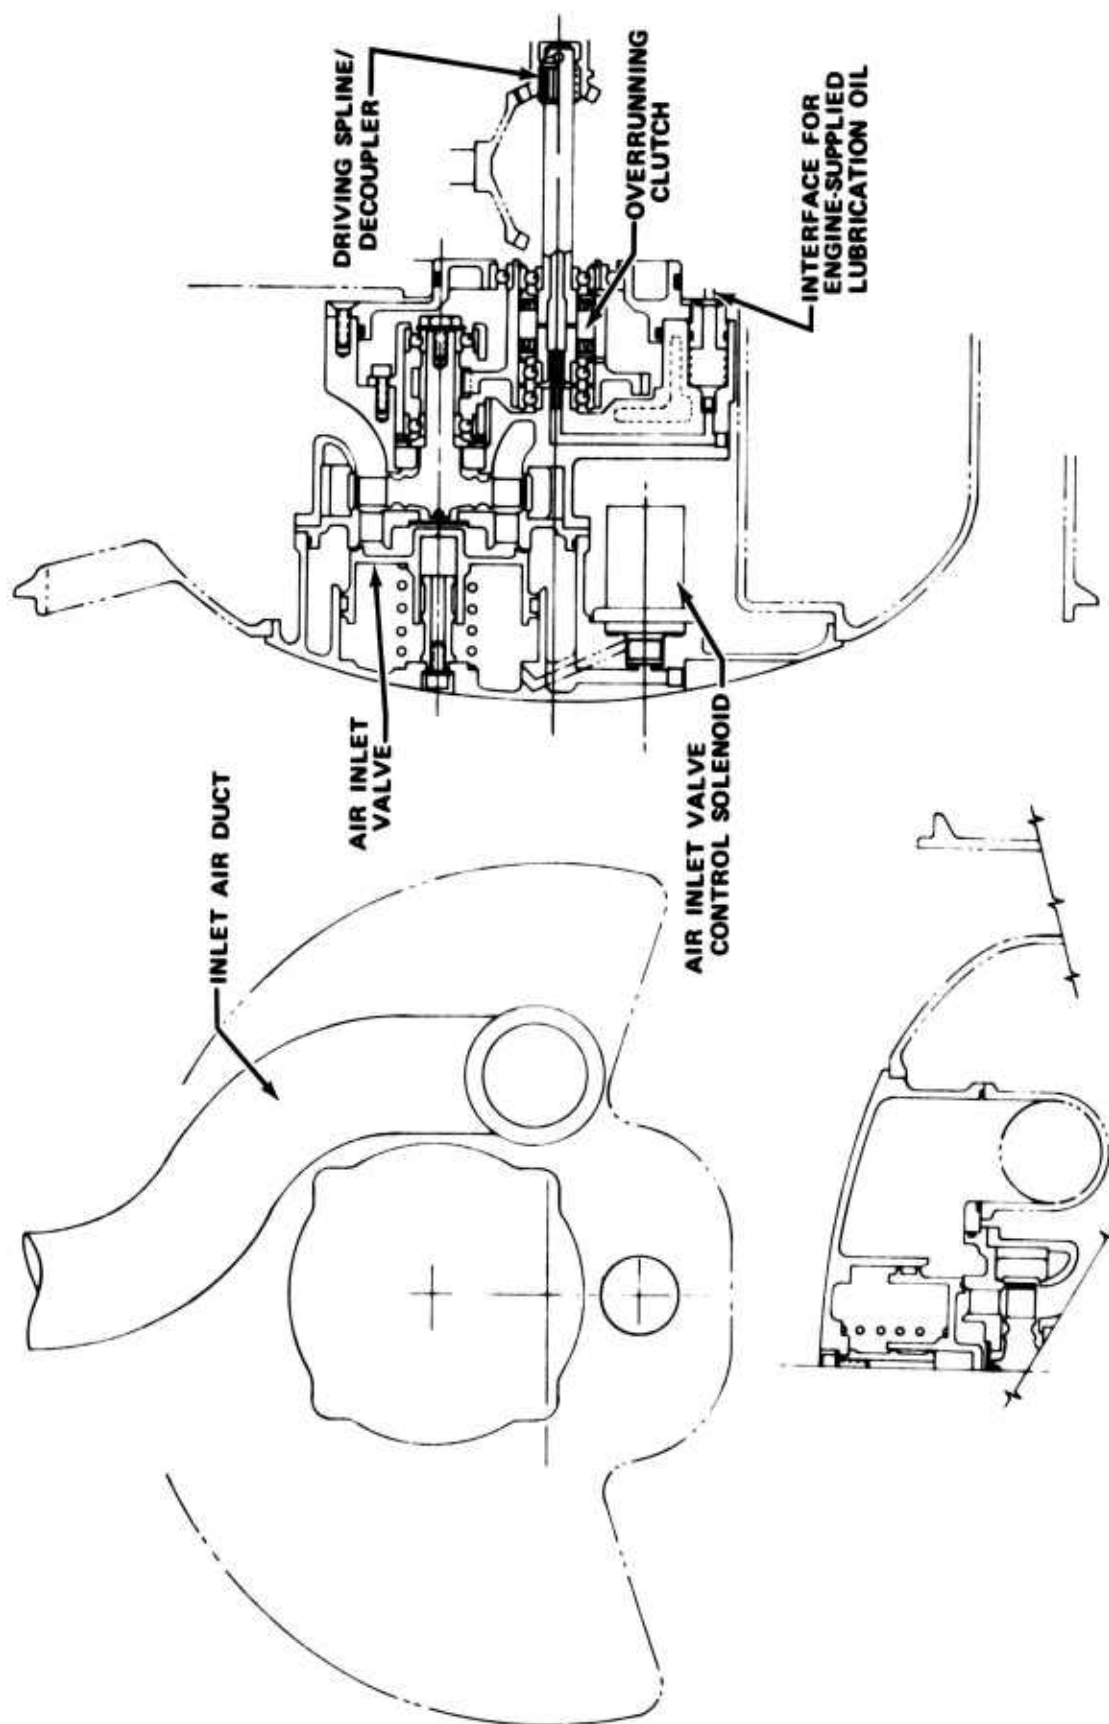 INLET AIR DUCT
AIR INLET
VALVE
AIR INLET VALVE
CONTROL SOLENOID
DRIVING SPLINE/
DECOUPLER
OVERRUNNING
CLUTCH
INTERFACE FOR
ENGINE-SUPPLIED
LUBRICATION OIL